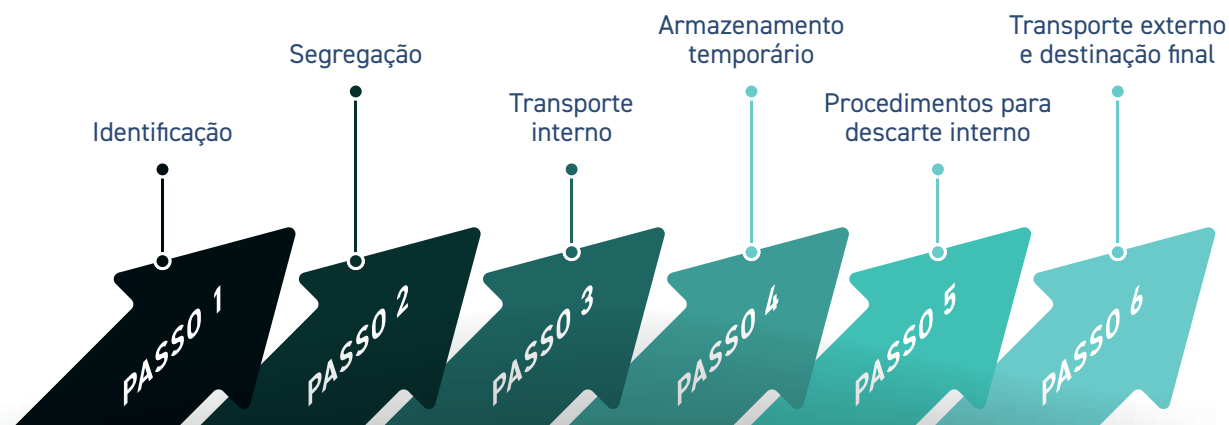 Identificação
Segregação
Transporte
interno
Armazenamento
temporário
Procedimentos para
descarte interno
Transporte externo
e destinação final
PASSO 1
PASSO 2
PASSO 3
PASSO 4
PASSO 5
PASSO 6